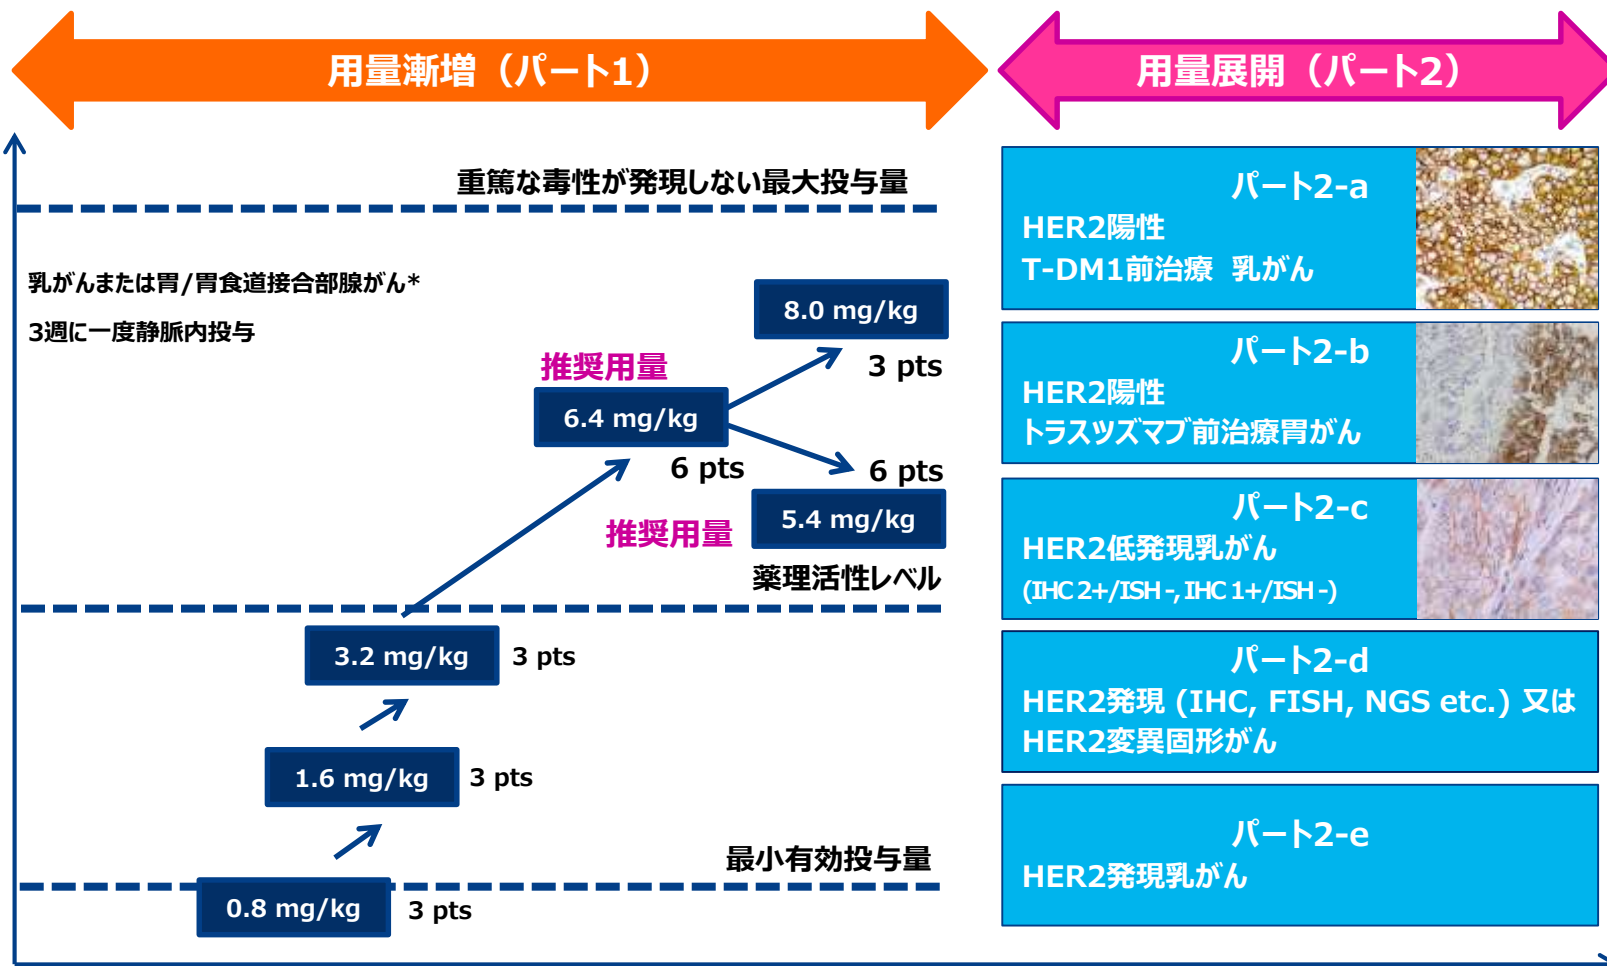 用量漸増（パート1）
用量展開（パート2）
重篤な毒性が発現しない最大投与量
乳がんまたは胃/胃食道接合部腺がん*
3週に一度静脈内投与
8.0 mg/kg
3 pts
推奨用量
6.4 mg/kg
6 pts
6 pts
5.4 mg/kg
推奨用量
薬理活性レベル
3.2 mg/kg
3 pts
1.6 mg/kg
3 pts
最小有効投与量
0.8 mg/kg
3 pts
パート2-a
HER2陽性
T-DM1前治療 乳がん
パート2-b
HER2陽性
トラスツズマブ前治療胃がん
パート2-c
HER2低発現乳がん
(IHC 2+/ISH -, IHC 1+/ISH -)
パート2-d
HER2発現 (IHC, FISH, NGS etc.) 又は
HER2変異固形がん
パート2-e
HER2発現乳がん